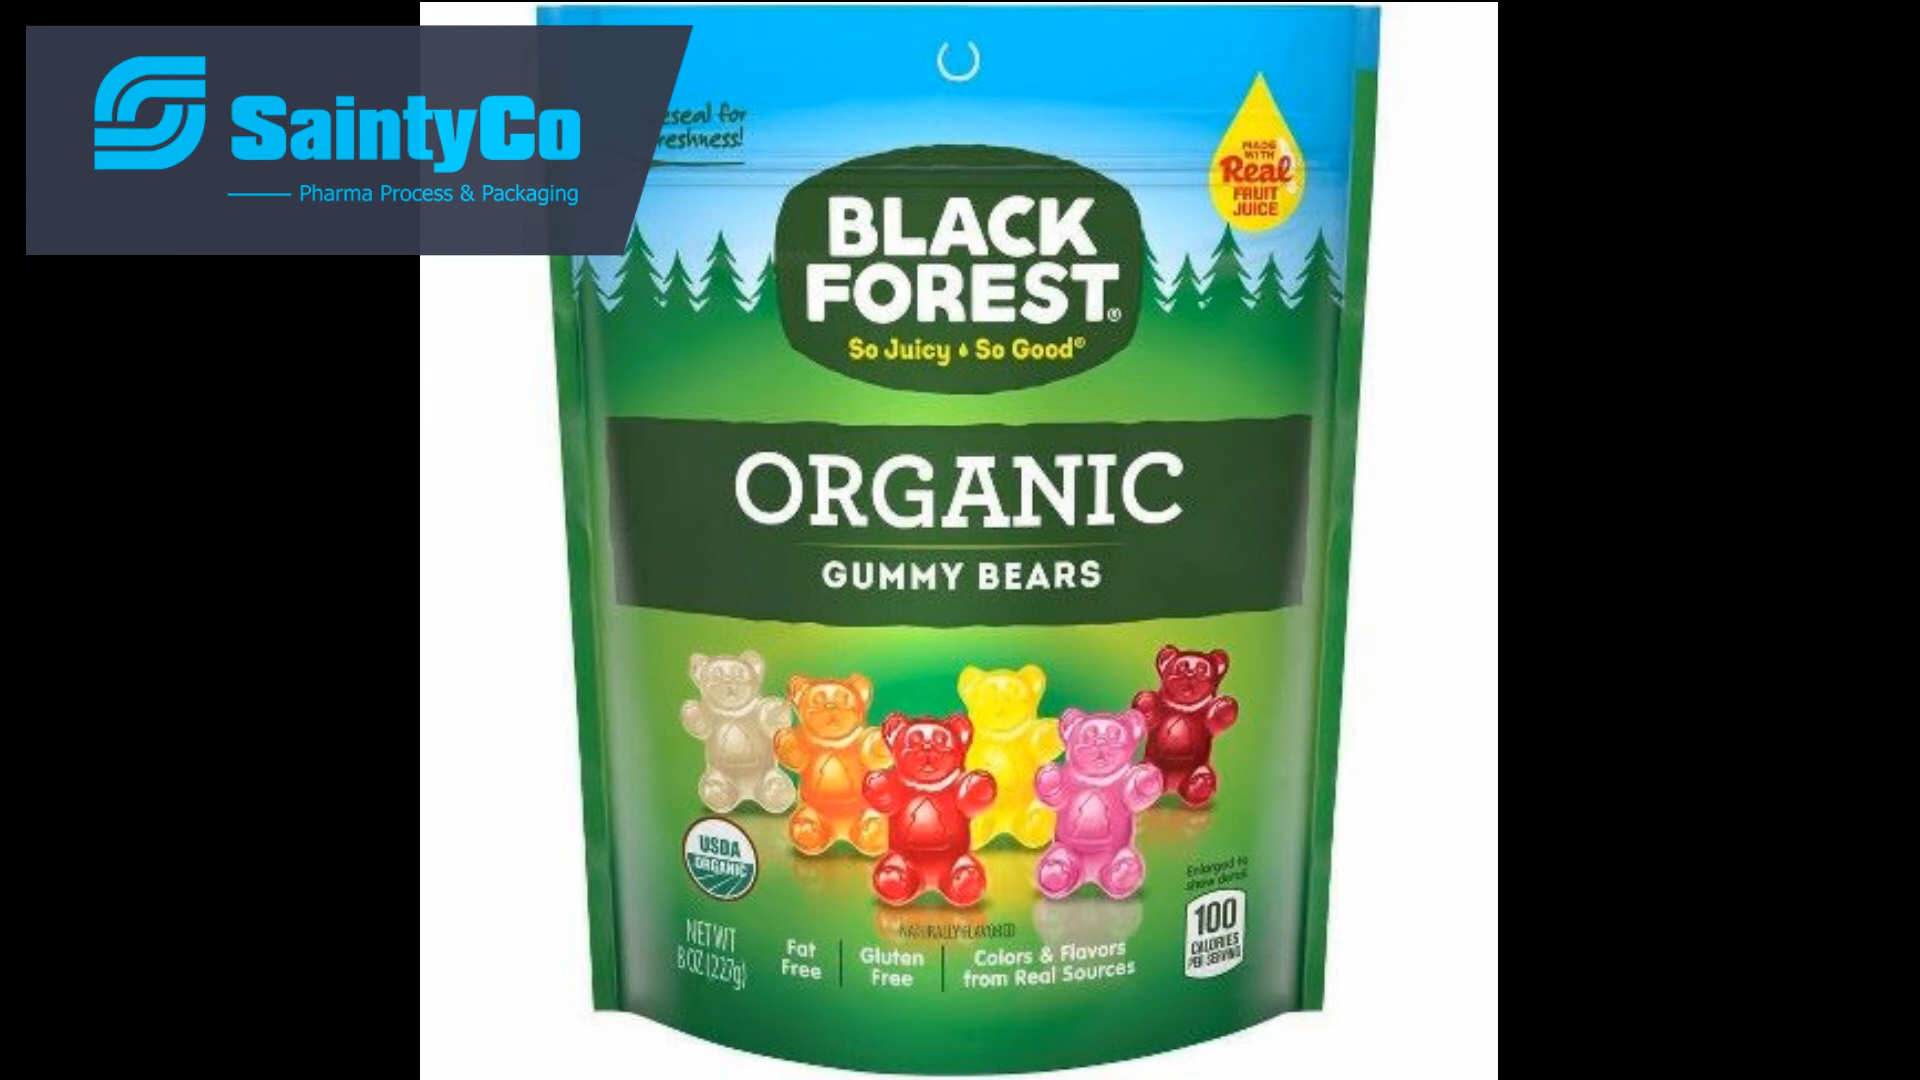 SaintyCo
Pharma Process & Packaging
eseal for
reshness!
MADE
WITH
Real
FRUIT
JUICE
BLACK
FOREST®
So Juicy So Good®
ORGANIC
GUMMY BEARS
USDA
ORGANIC
Enlarged to
show detail
100
CALORIES
PER SERVING
NATURALLY FLAVORED
NET WT
8 OZ (227g)
Fat
Free
Gluten
Free
Colors & Flavors
from Real Sources